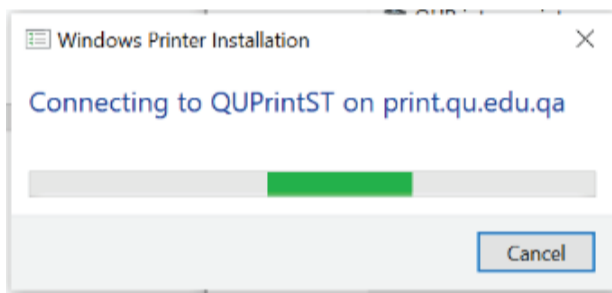 Windows Printer Installation
Connecting to QUPrintST on print.qu.edu.qa
Cancel